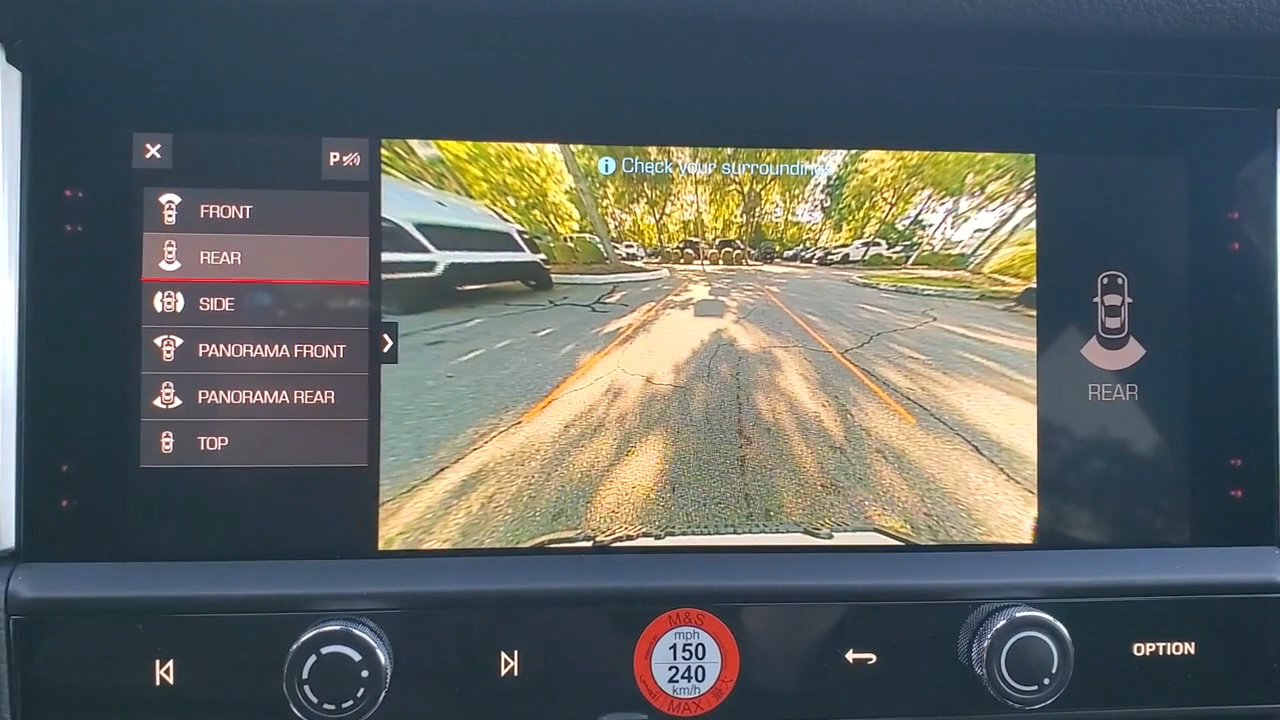 P
FRONT
REAR
SIDE
PANORAMA FRONT
PANORAMA REAR
TOP
Check your surroundings
REAR
OPTION
M&S
mph
150
240
km/h
MAX